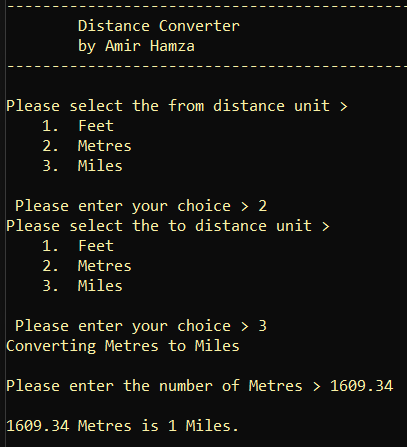 ---------------------------------------------
        Distance Converter
        by Amir Hamza
---------------------------------------------

Please select the from distance unit >
    1.  Feet
    2.  Metres
    3.  Miles

 Please enter your choice > 2
Please select the to distance unit >
    1.  Feet
    2.  Metres
    3.  Miles

 Please enter your choice > 3
Converting Metres to Miles

Please enter the number of Metres > 1609.34

1609.34 Metres is 1 Miles.